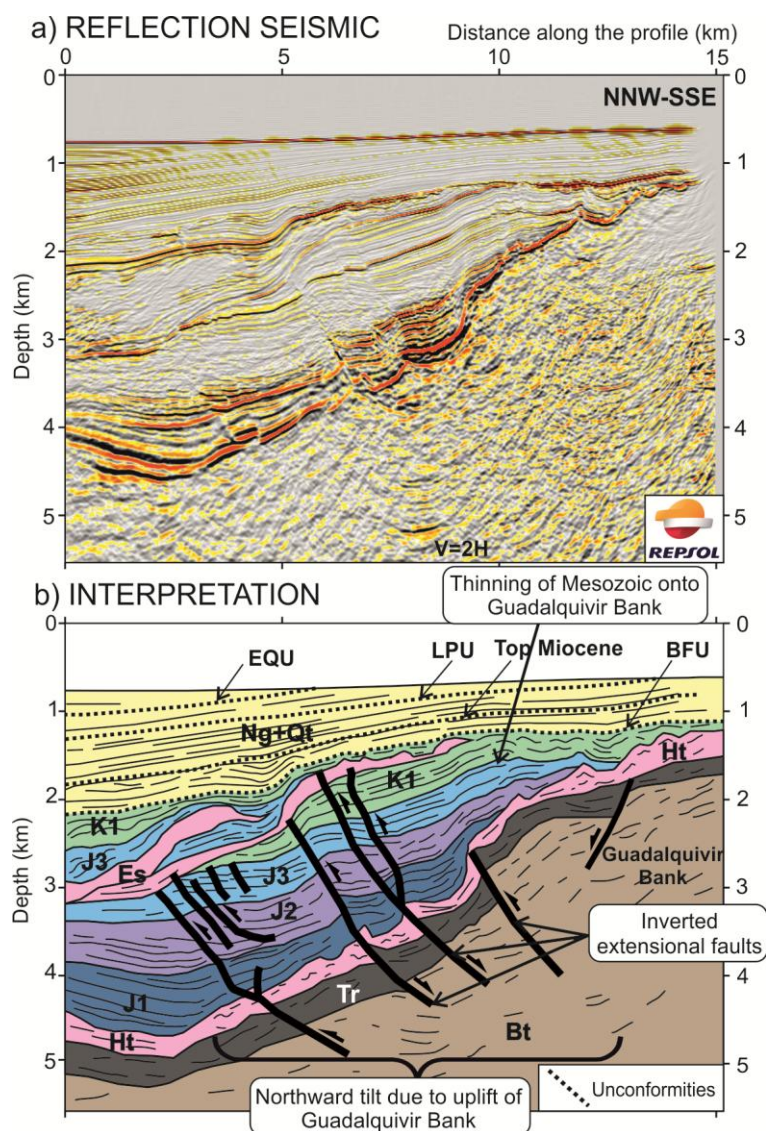 a) REFLECTION SEISMIC
Distance along the profile (km)
0 5 10 15
0 0
NNW-SSE
1 1
2 2
Depth (km)
3 3
4 4
5 5
V=2H
REPSOL
b) INTERPRETATION
Thinning of Mesozoic onto
Guadalquivir Bank
0 0
EQU LPU Top Miocene BFU
1 1
Ng+Qt
Ht
K1 K1
2 2
J3
Guadalquivir
Bank
Es J3
Depth (km)
3 3
J2
Inverted
extensional faults
4 4
J1 Tr
Ht Bt
5 5
Northward tilt due to uplift of
Guadalquivir Bank
Unconformities